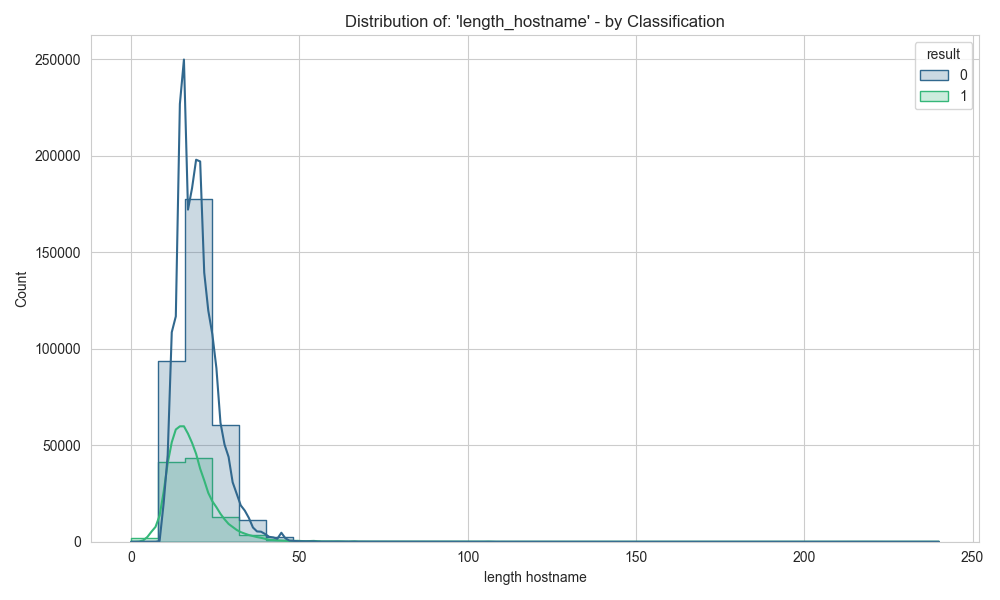 Distribution of: 'length_hostname' - by Classification
result
0
1
250000
200000
150000
100000
50000
0
Count
0 50 100 150 200 250
length hostname